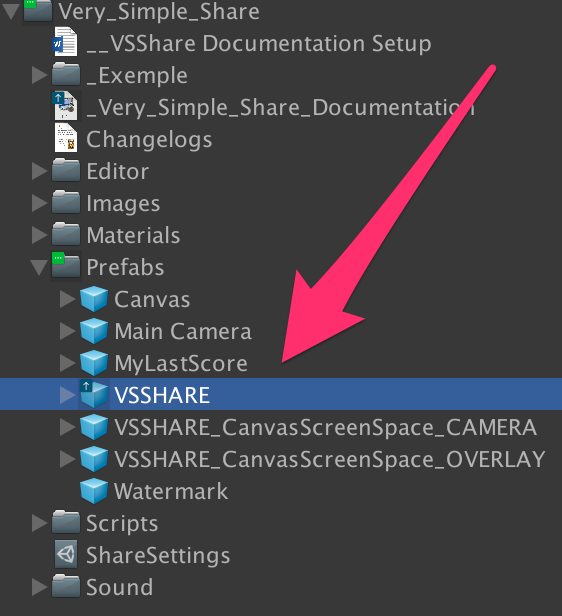 Very_Simple_Share
__VSShare Documentation Setup
_Exemple
_Very_Simple_Share_Documentation
Changelogs
Editor
Images
Materials
Prefabs
Canvas
Main Camera
MyLastScore
VSSHARE
VSSHARE_CanvasScreenSpace_CAMERA
VSSHARE_CanvasScreenSpace_OVERLAY
Watermark
Scripts
ShareSettings
Sound